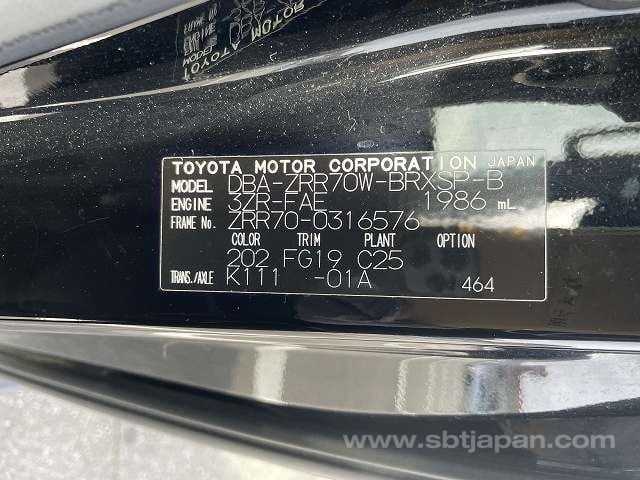 TOYOTA MOTOR CORPORATION JAPAN
MODEL DBA-ZRR70W-BRXSP-B
ENGINE 3ZR-FAE 1986 mL
FRAME No. ZRR70-0316576
COLOR TRIM PLANT OPTION
202 FG19 C25
TRANS./AXLE K111 -01A 464
www.sbtjapan.com